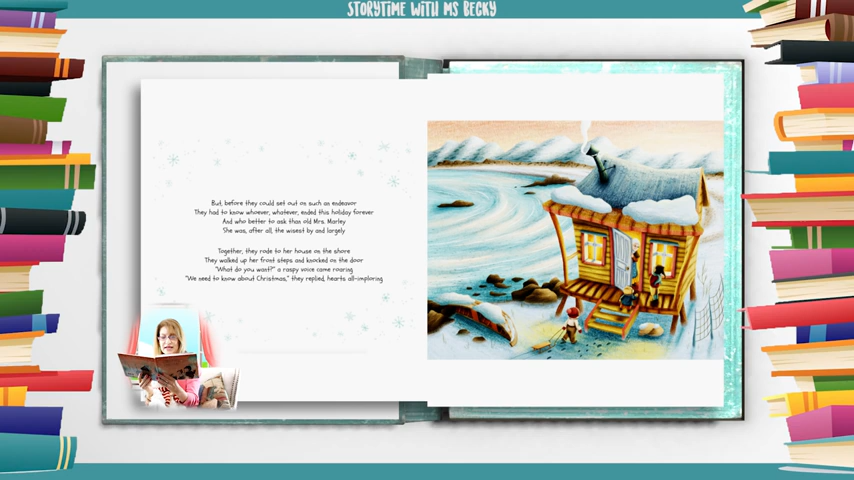 STORYTIME WITH MS BECKY
But, before they could set out on such an endeavor
They had to know whoever, whatever, ended this holiday forever
And who better to ask than old Mrs. Marley
She was, after all, the wisest by and largely
Together, they rode to her house on the shore
They walked up her front steps and knocked on the door
"What do you want?" a raspy voice came roaring
"We need to know about Christmas," they replied, hearts all-imploring